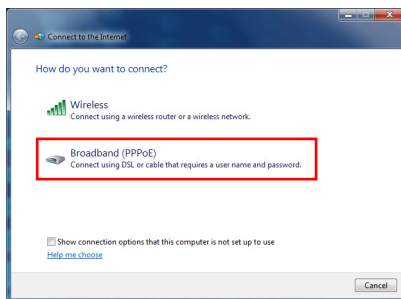 Connect to the Internet
How do you want to connect?
Wireless
Connect using a wireless router or a wireless network.
Broadband (PPPoE)
Connect using DSL or cable that requires a user name and password.
Show connection options that this computer is not set up to use
Help me choose
Cancel